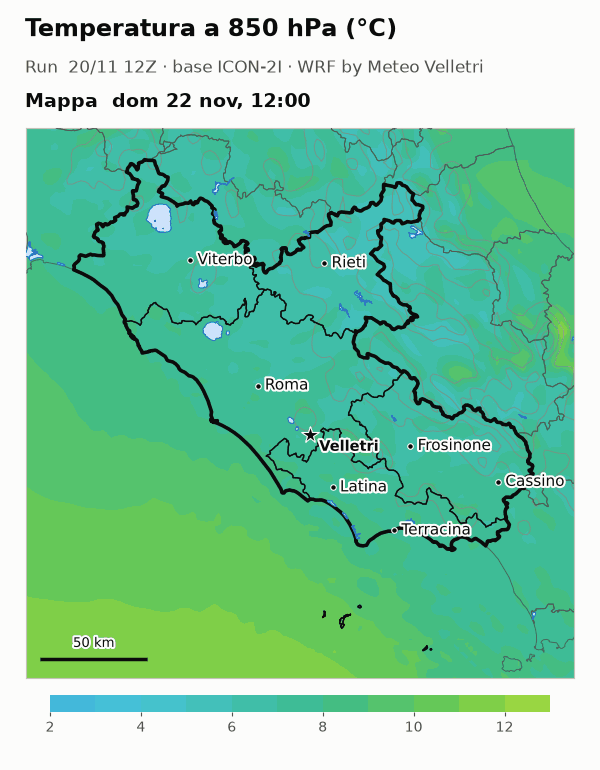 Temperatura a 850 hPa (°C)
Run  20/11 12Z · base ICON-2I · WRF by Meteo Velletri
Mappa  dom 22 nov, 12:00
Viterbo
Rieti
Roma
Velletri
Frosinone
Cassino
Latina
Terracina
50 km
2 4 6 8 10 12